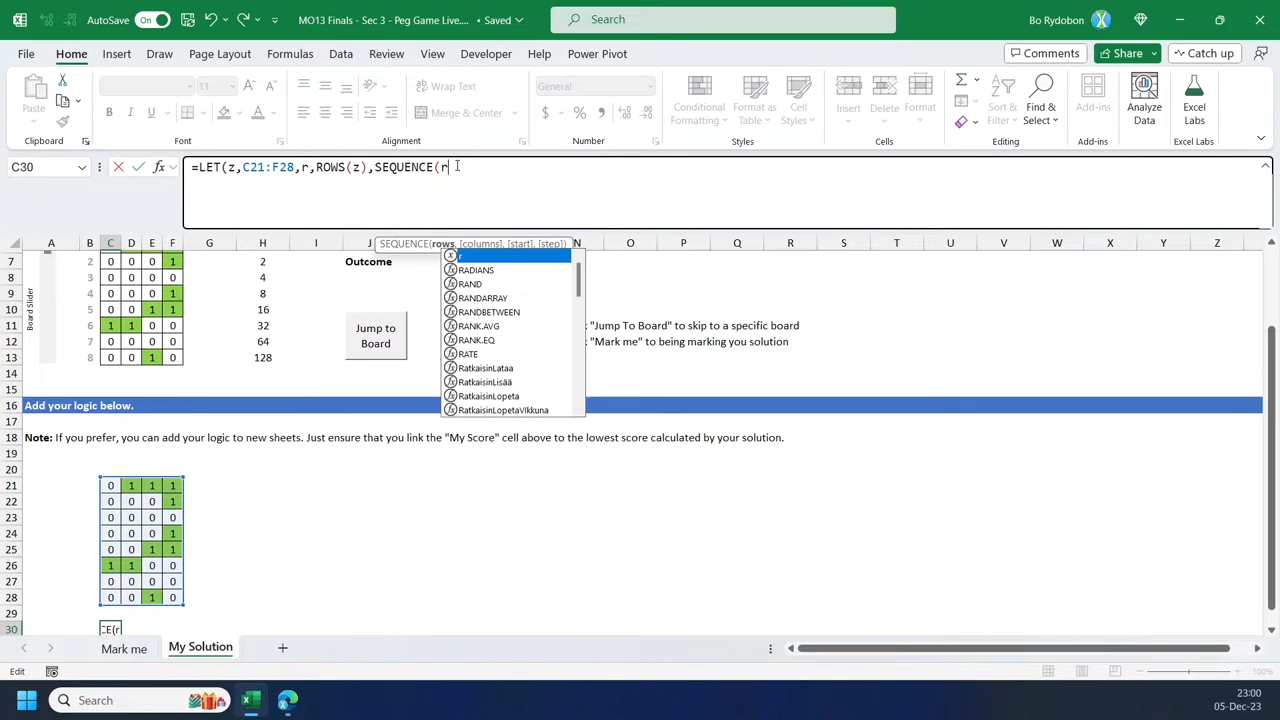 AutoSave On MO13 Finals - Sec 3 - Peg Game Live.... • Saved Search Bo Rydobon
File Home Insert Draw Page Layout Formulas Data Review View Developer Help Power Pivot Comments Share Catch up
Paste 11 Wrap Text General Conditional Formatting Format as Table Cell Styles Insert Delete Format Sort & Filter Find & Select Add-ins Analyze Data Excel Labs
B I U Merge & Center
Clipboard Font Alignment Number Styles Cells Editing Add-ins Excel Labs
C30 fx =LET(z,C21:F28,r,ROWS(z),SEQUENCE(r
SEQUENCE(rows, [columns], [start], [step])
A B C D E F G H I J N O P Q R S T U V W X Y Z
r
RADIANS
RAND
RANDARRAY
RANDBETWEEN
RANK.AVG
RANK.EQ
RATE
RatkaisinLataa
RatkaisinLisää
RatkaisinLopeta
RatkaisinLopetaVIkkuna
Board Slider
7 2 0 0 0 1 2 Outcome
8 3 0 0 0 0 4
9 4 0 0 0 1 8
10 5 0 0 1 1 16
11 6 1 1 0 0 32 "Jump To Board" to skip to a specific board
12 7 0 0 0 0 64 "Mark me" to being marking you solution
13 8 0 0 1 0 128
Jump to
Board
14
15
16 Add your logic below.
17
18 Note: If you prefer, you can add your logic to new sheets. Just ensure that you link the "My Score" cell above to the lowest score calculated by your solution.
19
20
21 0 1 1 1
22 0 0 0 1
23 0 0 0 0
24 0 0 0 1
25 0 0 1 1
26 1 1 0 0
27 0 0 0 0
28 0 0 1 0
29
30 CE(r
Mark me My Solution
Edit 100%
Search 23:00
05-Dec-23